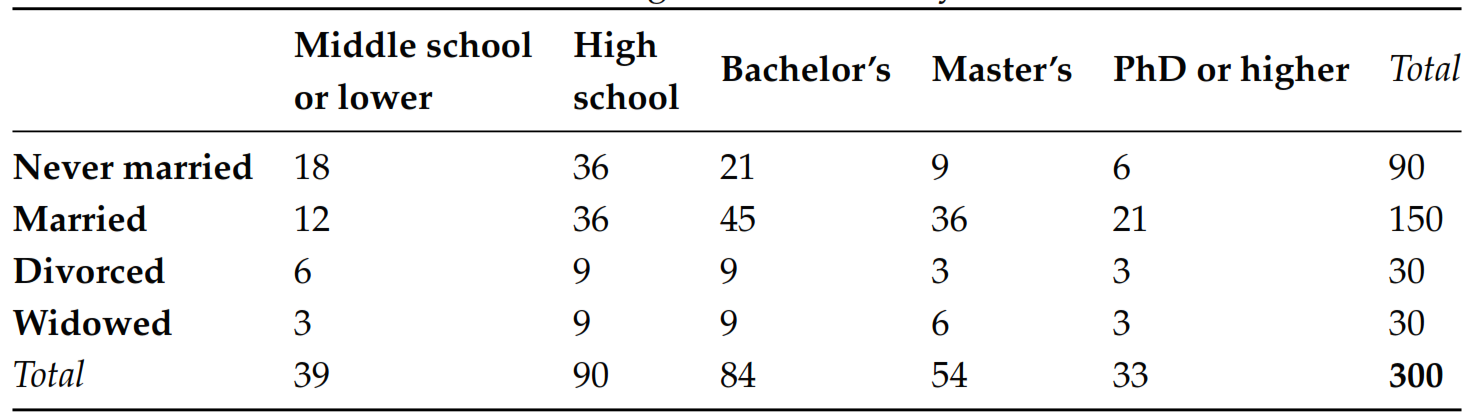 Middle school or lower High school Bachelor's Master's PhD or higher Total
Never married 18 36 21 9 6 90
Married 12 36 45 36 21 150
Divorced 6 9 9 3 3 30
Widowed 3 9 9 6 3 30
Total 39 90 84 54 33 300